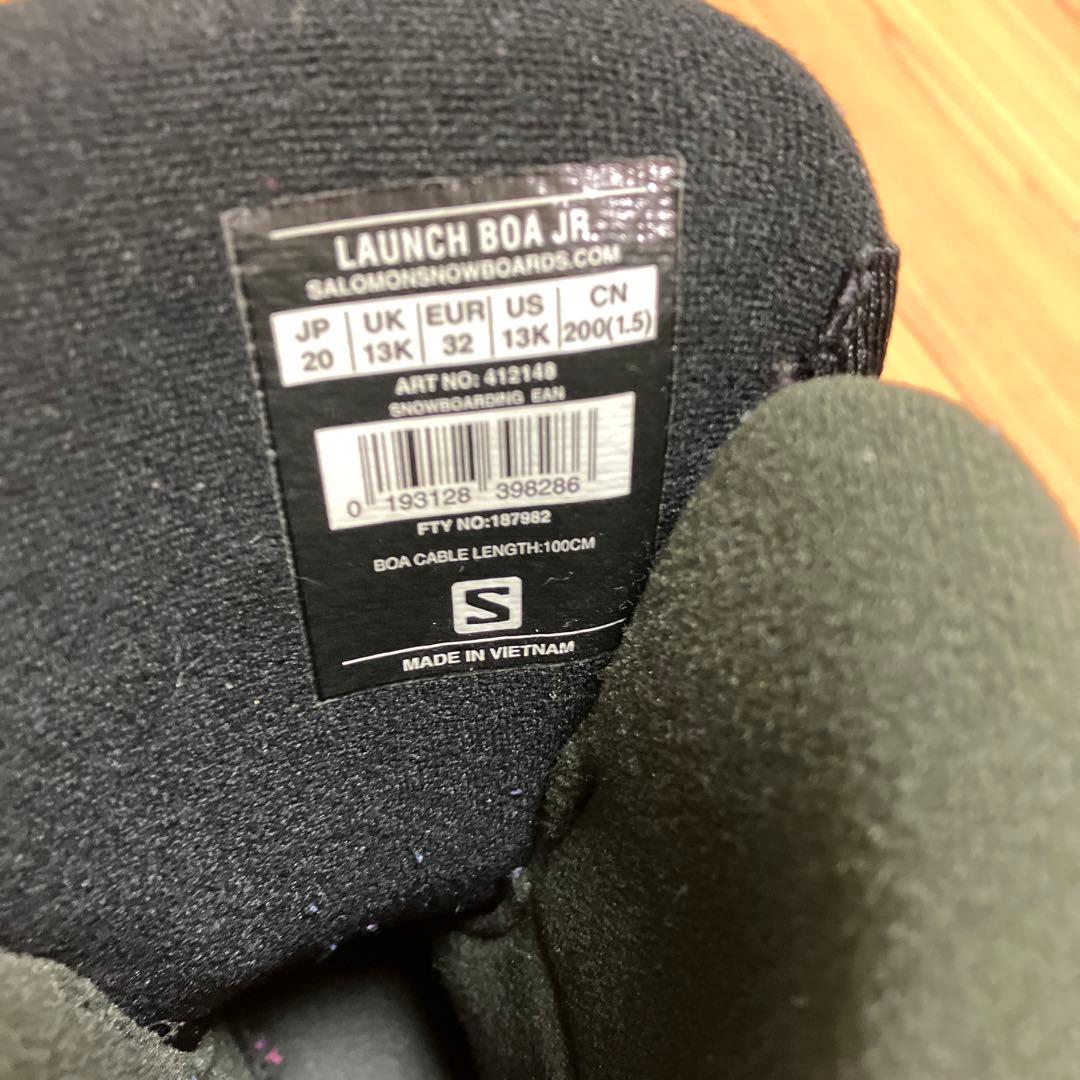 LAUNCH BOA JR.
SALOMONSNOWBOARDS.COM
JP UK EUR US CN
20 13K 32 13K 200(1.5)
ART NO: 412148
SNOWBOARDING EAN
0 193128 398286
FTY NO:187982
BOA CABLE LENGTH:100CM
S
MADE IN VIETNAM